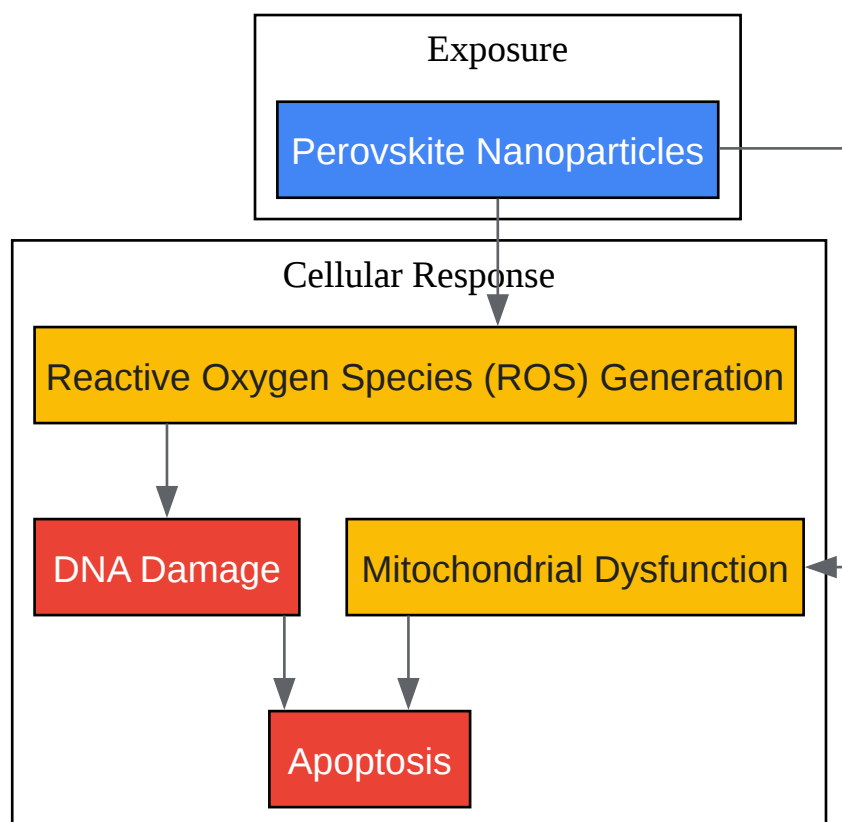 Exposure
Perovskite Nanoparticles
Cellular Response
Reactive Oxygen Species (ROS) Generation
DNA Damage
Mitochondrial Dysfunction
Apoptosis